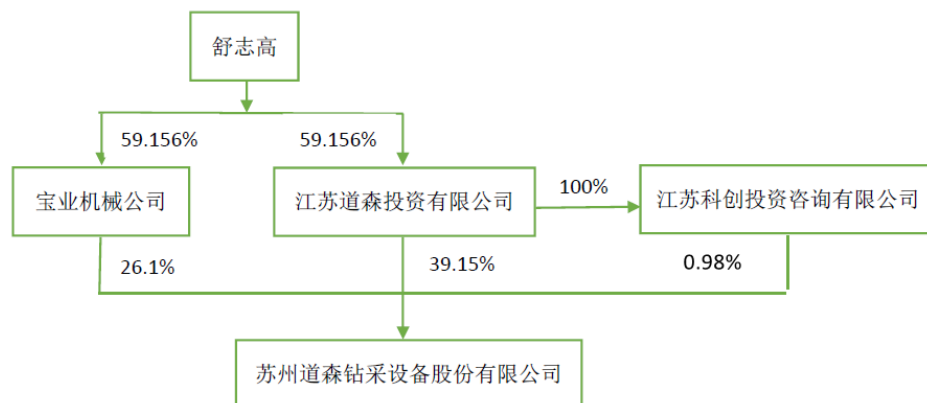 舒志高
59.156%
59.156%
宝业机械公司
江苏道森投资有限公司
100%
江苏科创投资咨询有限公司
26.1%
39.15%
0.98%
苏州道森钻采设备股份有限公司